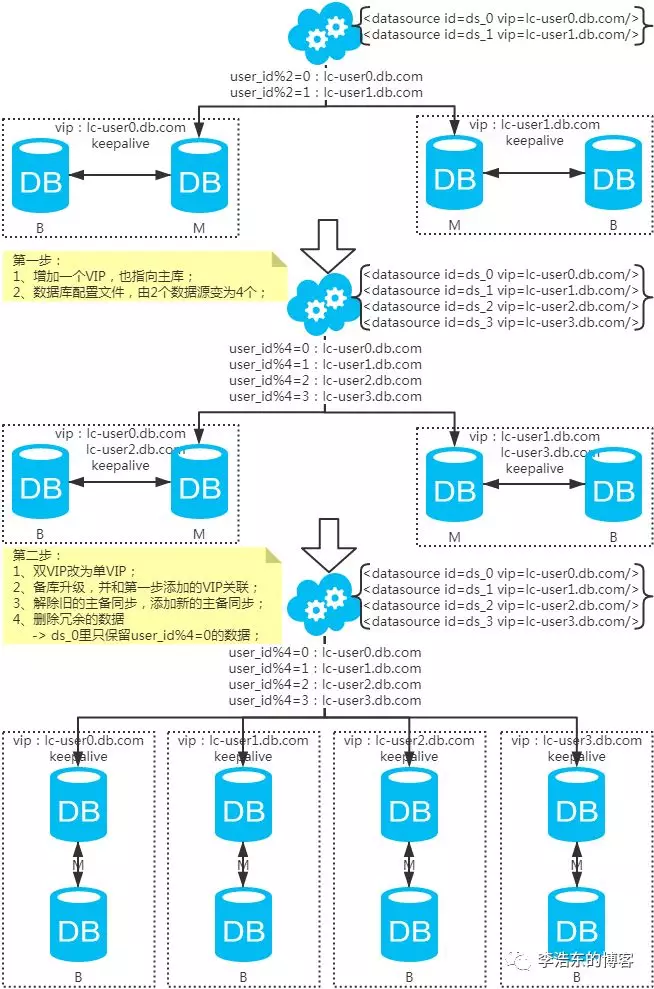 <datasource id=ds_0 vip=lc-user0.db.com/>
<datasource id=ds_1 vip=lc-user1.db.com/>
user_id%2=0：lc-user0.db.com
user_id%2=1：lc-user1.db.com
vip：lc-user0.db.com
keepalive
DB
DB
B
M
vip：lc-user1.db.com
keepalive
DB
DB
M
B
第一步：
1、增加一个VIP，也指向主库；
2、数据库配置文件，由2个数据源变为4个；
<datasource id=ds_0 vip=lc-user0.db.com/>
<datasource id=ds_1 vip=lc-user1.db.com/>
<datasource id=ds_2 vip=lc-user2.db.com/>
<datasource id=ds_3 vip=lc-user3.db.com/>
user_id%4=0：lc-user0.db.com
user_id%4=1：lc-user1.db.com
user_id%4=2：lc-user2.db.com
user_id%4=3：lc-user3.db.com
vip：lc-user0.db.com
lc-user2.db.com
keepalive
DB
DB
B
M
vip：lc-user1.db.com
lc-user3.db.com
keepalive
DB
DB
M
B
第二步：
1、双VIP改为单VIP；
2、备库升级，并和第一步添加的VIP关联；
3、解除旧的主备同步，添加新的主备同步；
4、删除冗余的数据
-> ds_0里只保留user_id%4=0的数据；
<datasource id=ds_0 vip=lc-user0.db.com/>
<datasource id=ds_1 vip=lc-user1.db.com/>
<datasource id=ds_2 vip=lc-user2.db.com/>
<datasource id=ds_3 vip=lc-user3.db.com/>
user_id%4=0：lc-user0.db.com
user_id%4=1：lc-user1.db.com
user_id%4=2：lc-user2.db.com
user_id%4=3：lc-user3.db.com
vip：lc-user0.db.com
keepalive
DB
M
DB
B
vip：lc-user1.db.com
keepalive
DB
M
DB
B
vip：lc-user2.db.com
keepalive
DB
M
DB
B
vip：lc-user3.db.com
keepalive
DB
M
DB
B
李浩东的博客